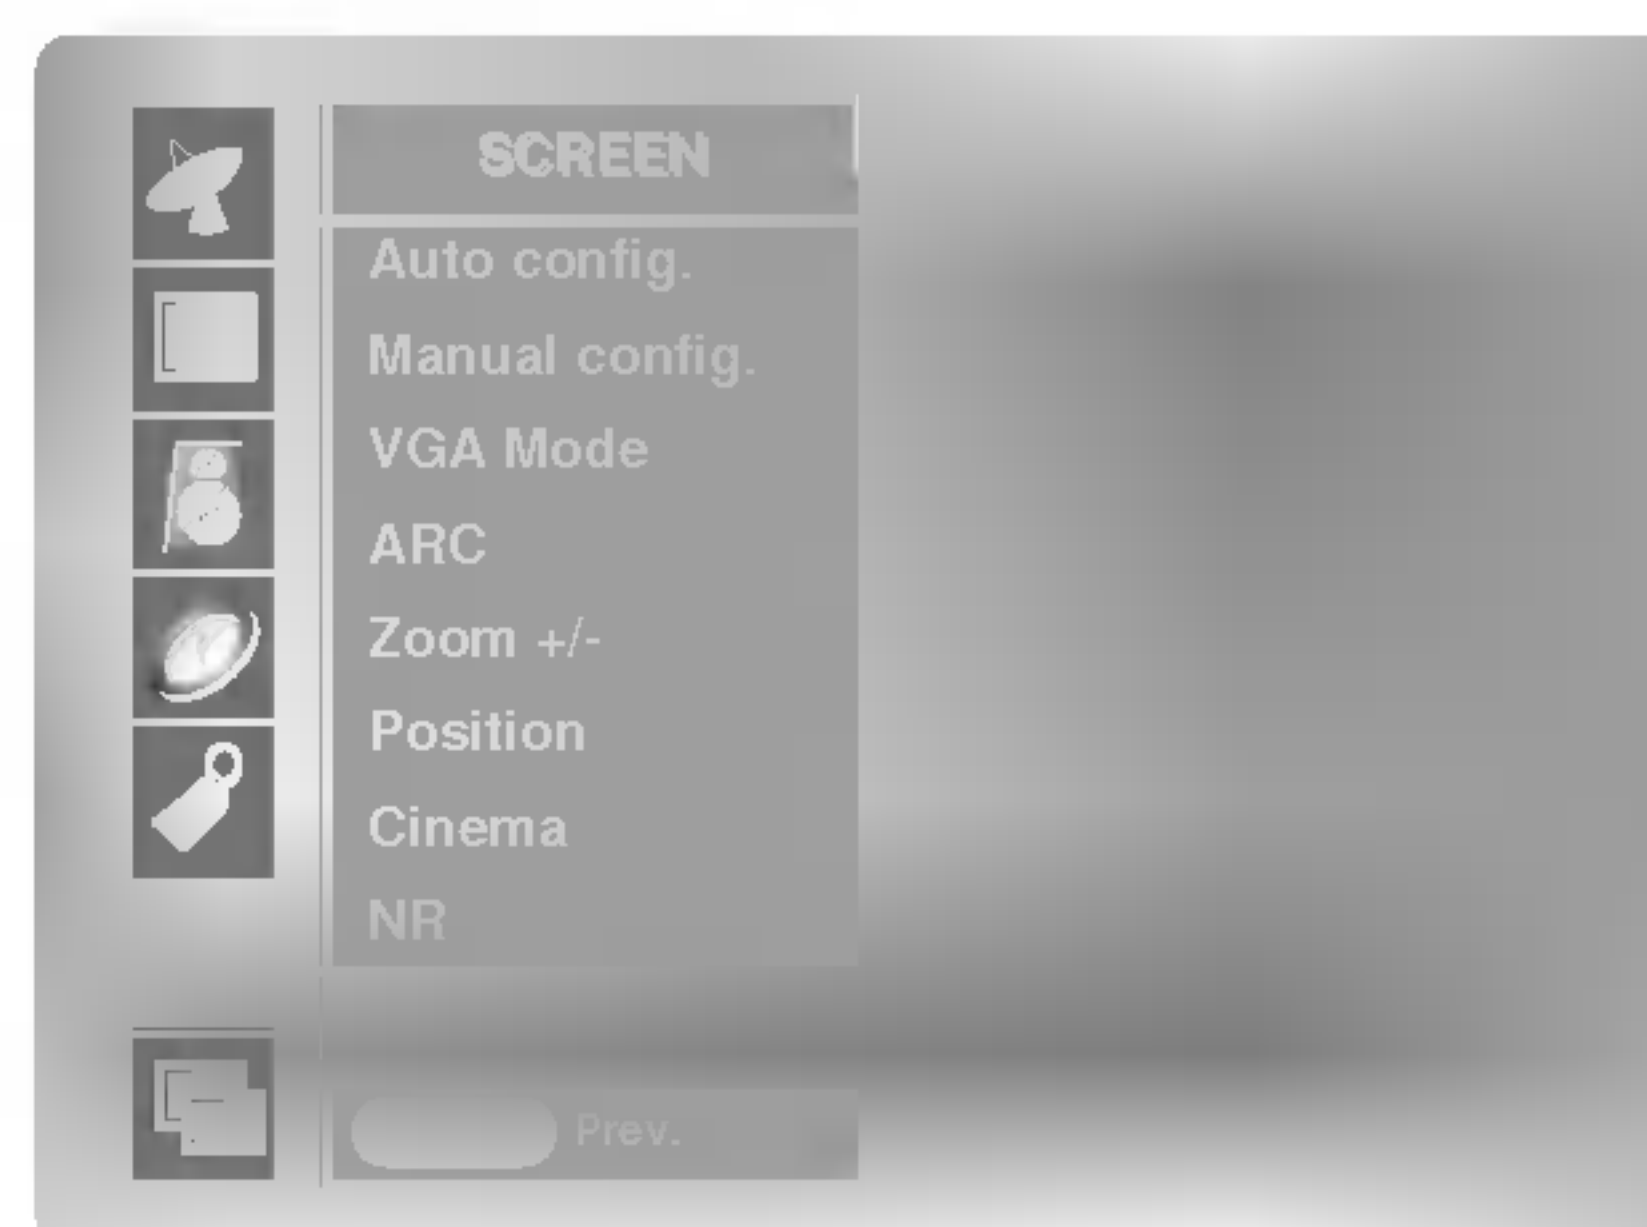 SCREEN
Auto config.
Manual config.
VGA Mode
ARC
Zoom +/-
Position
Cinema
NR
Prev.